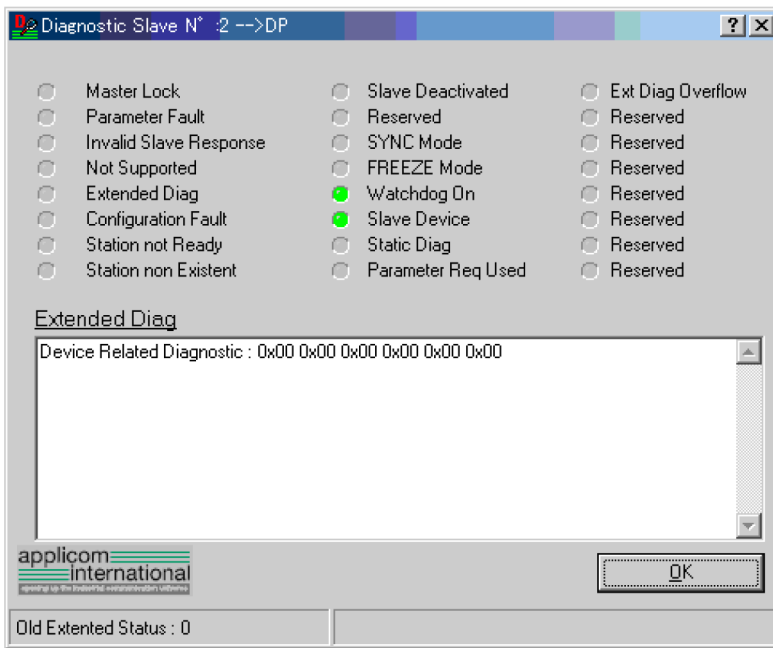 Diagnostic Slave N° :2 -->DP
Master Lock
Parameter Fault
Invalid Slave Response
Not Supported
Extended Diag
Configuration Fault
Station not Ready
Station non Existent
Slave Deactivated
Reserved
SYNC Mode
FREEZE Mode
Watchdog On
Slave Device
Static Diag
Parameter Req Used
Ext Diag Overflow
Reserved
Reserved
Reserved
Reserved
Reserved
Reserved
Reserved
Extended Diag
Device Related Diagnostic : 0x00 0x00 0x00 0x00 0x00 0x00
applicom
international
OK
Old Extented Status : 0